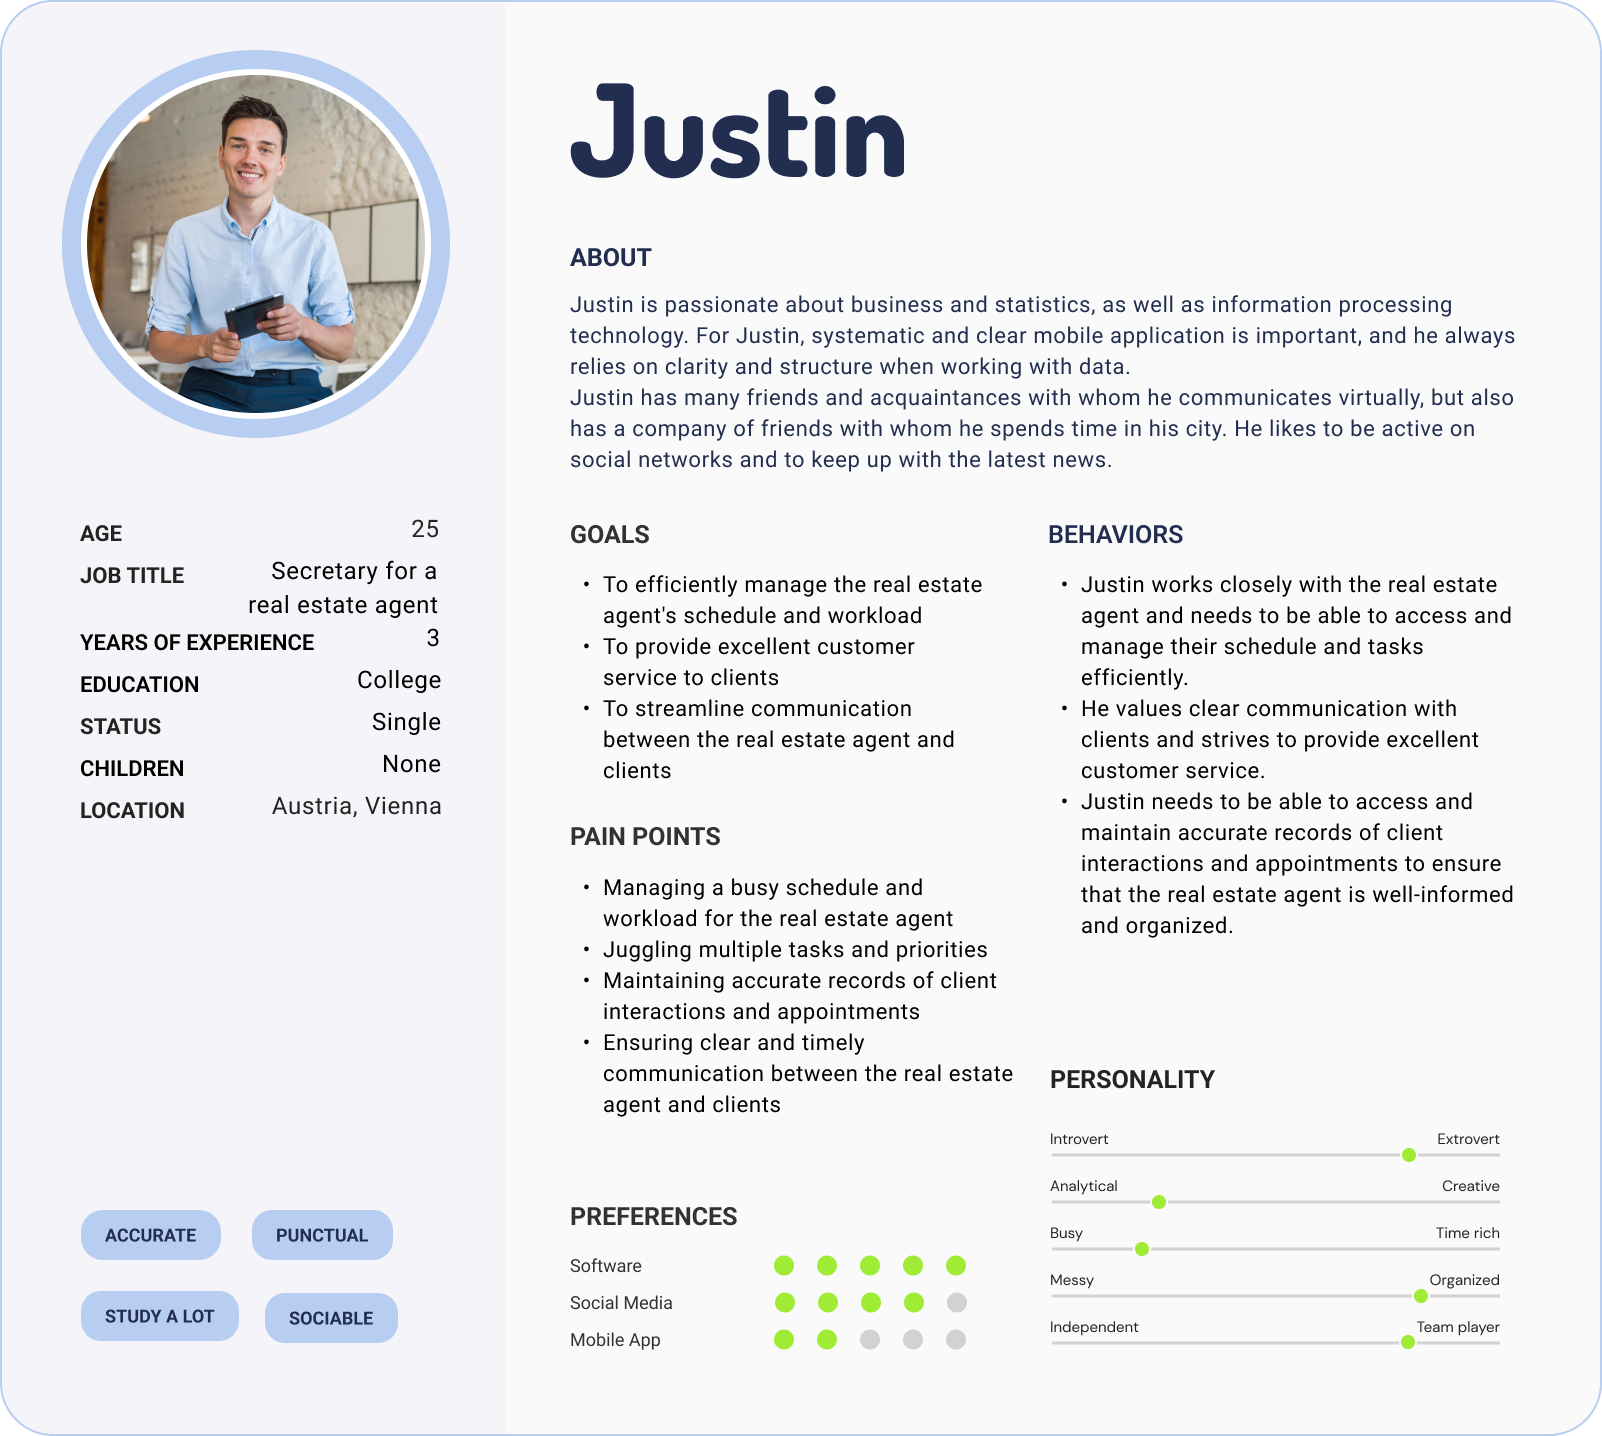 Justin
ABOUT
Justin is passionate about business and statistics, as well as information processing
technology. For Justin, systematic and clear mobile application is important, and he always
relies on clarity and structure when working with data.
Justin has many friends and acquaintances with whom he communicates virtually, but also
has a company of friends with whom he spends time in his city. He likes to be active on
social networks and to keep up with the latest news.
AGE 25
JOB TITLE Secretary for a
real estate agent
YEARS OF EXPERIENCE 3
EDUCATION College
STATUS Single
CHILDREN None
LOCATION Austria, Vienna
ACCURATE PUNCTUAL
STUDY A LOT SOCIABLE
GOALS
• To efficiently manage the real estate
agent's schedule and workload
• To provide excellent customer
service to clients
• To streamline communication
between the real estate agent and
clients
PAIN POINTS
• Managing a busy schedule and
workload for the real estate agent
• Juggling multiple tasks and priorities
• Maintaining accurate records of client
interactions and appointments
• Ensuring clear and timely
communication between the real estate
agent and clients
PREFERENCES
Software
Social Media
Mobile App
BEHAVIORS
• Justin works closely with the real estate
agent and needs to be able to access and
manage their schedule and tasks
efficiently.
• He values clear communication with
clients and strives to provide excellent
customer service.
• Justin needs to be able to access and
maintain accurate records of client
interactions and appointments to ensure
that the real estate agent is well-informed
and organized.
PERSONALITY
Introvert Extrovert
Analytical Creative
Busy Time rich
Messy Organized
Independent Team player